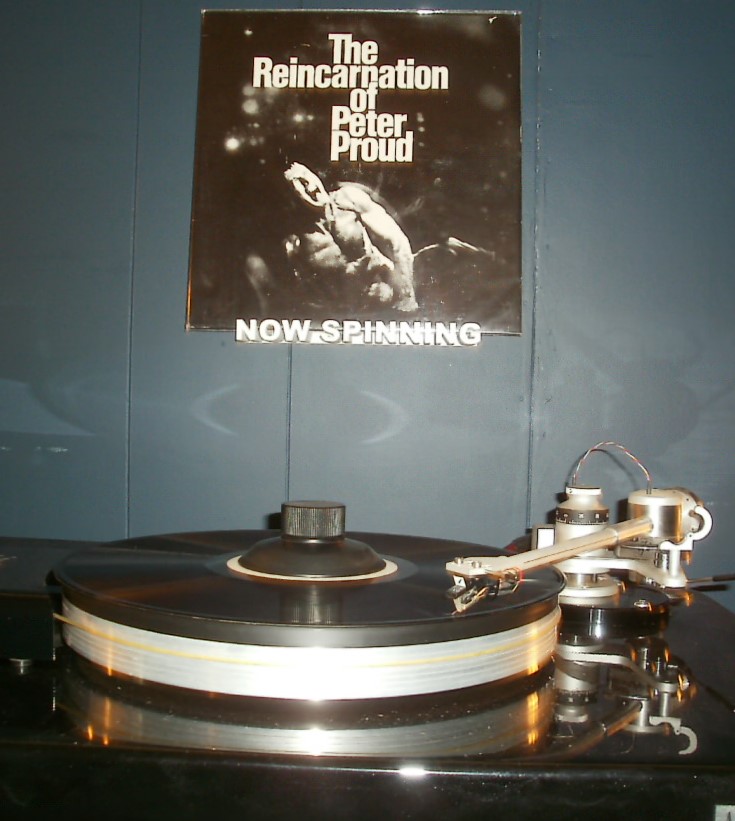 The
Reincarnation
of
Peter
Proud
NOW SPINNING